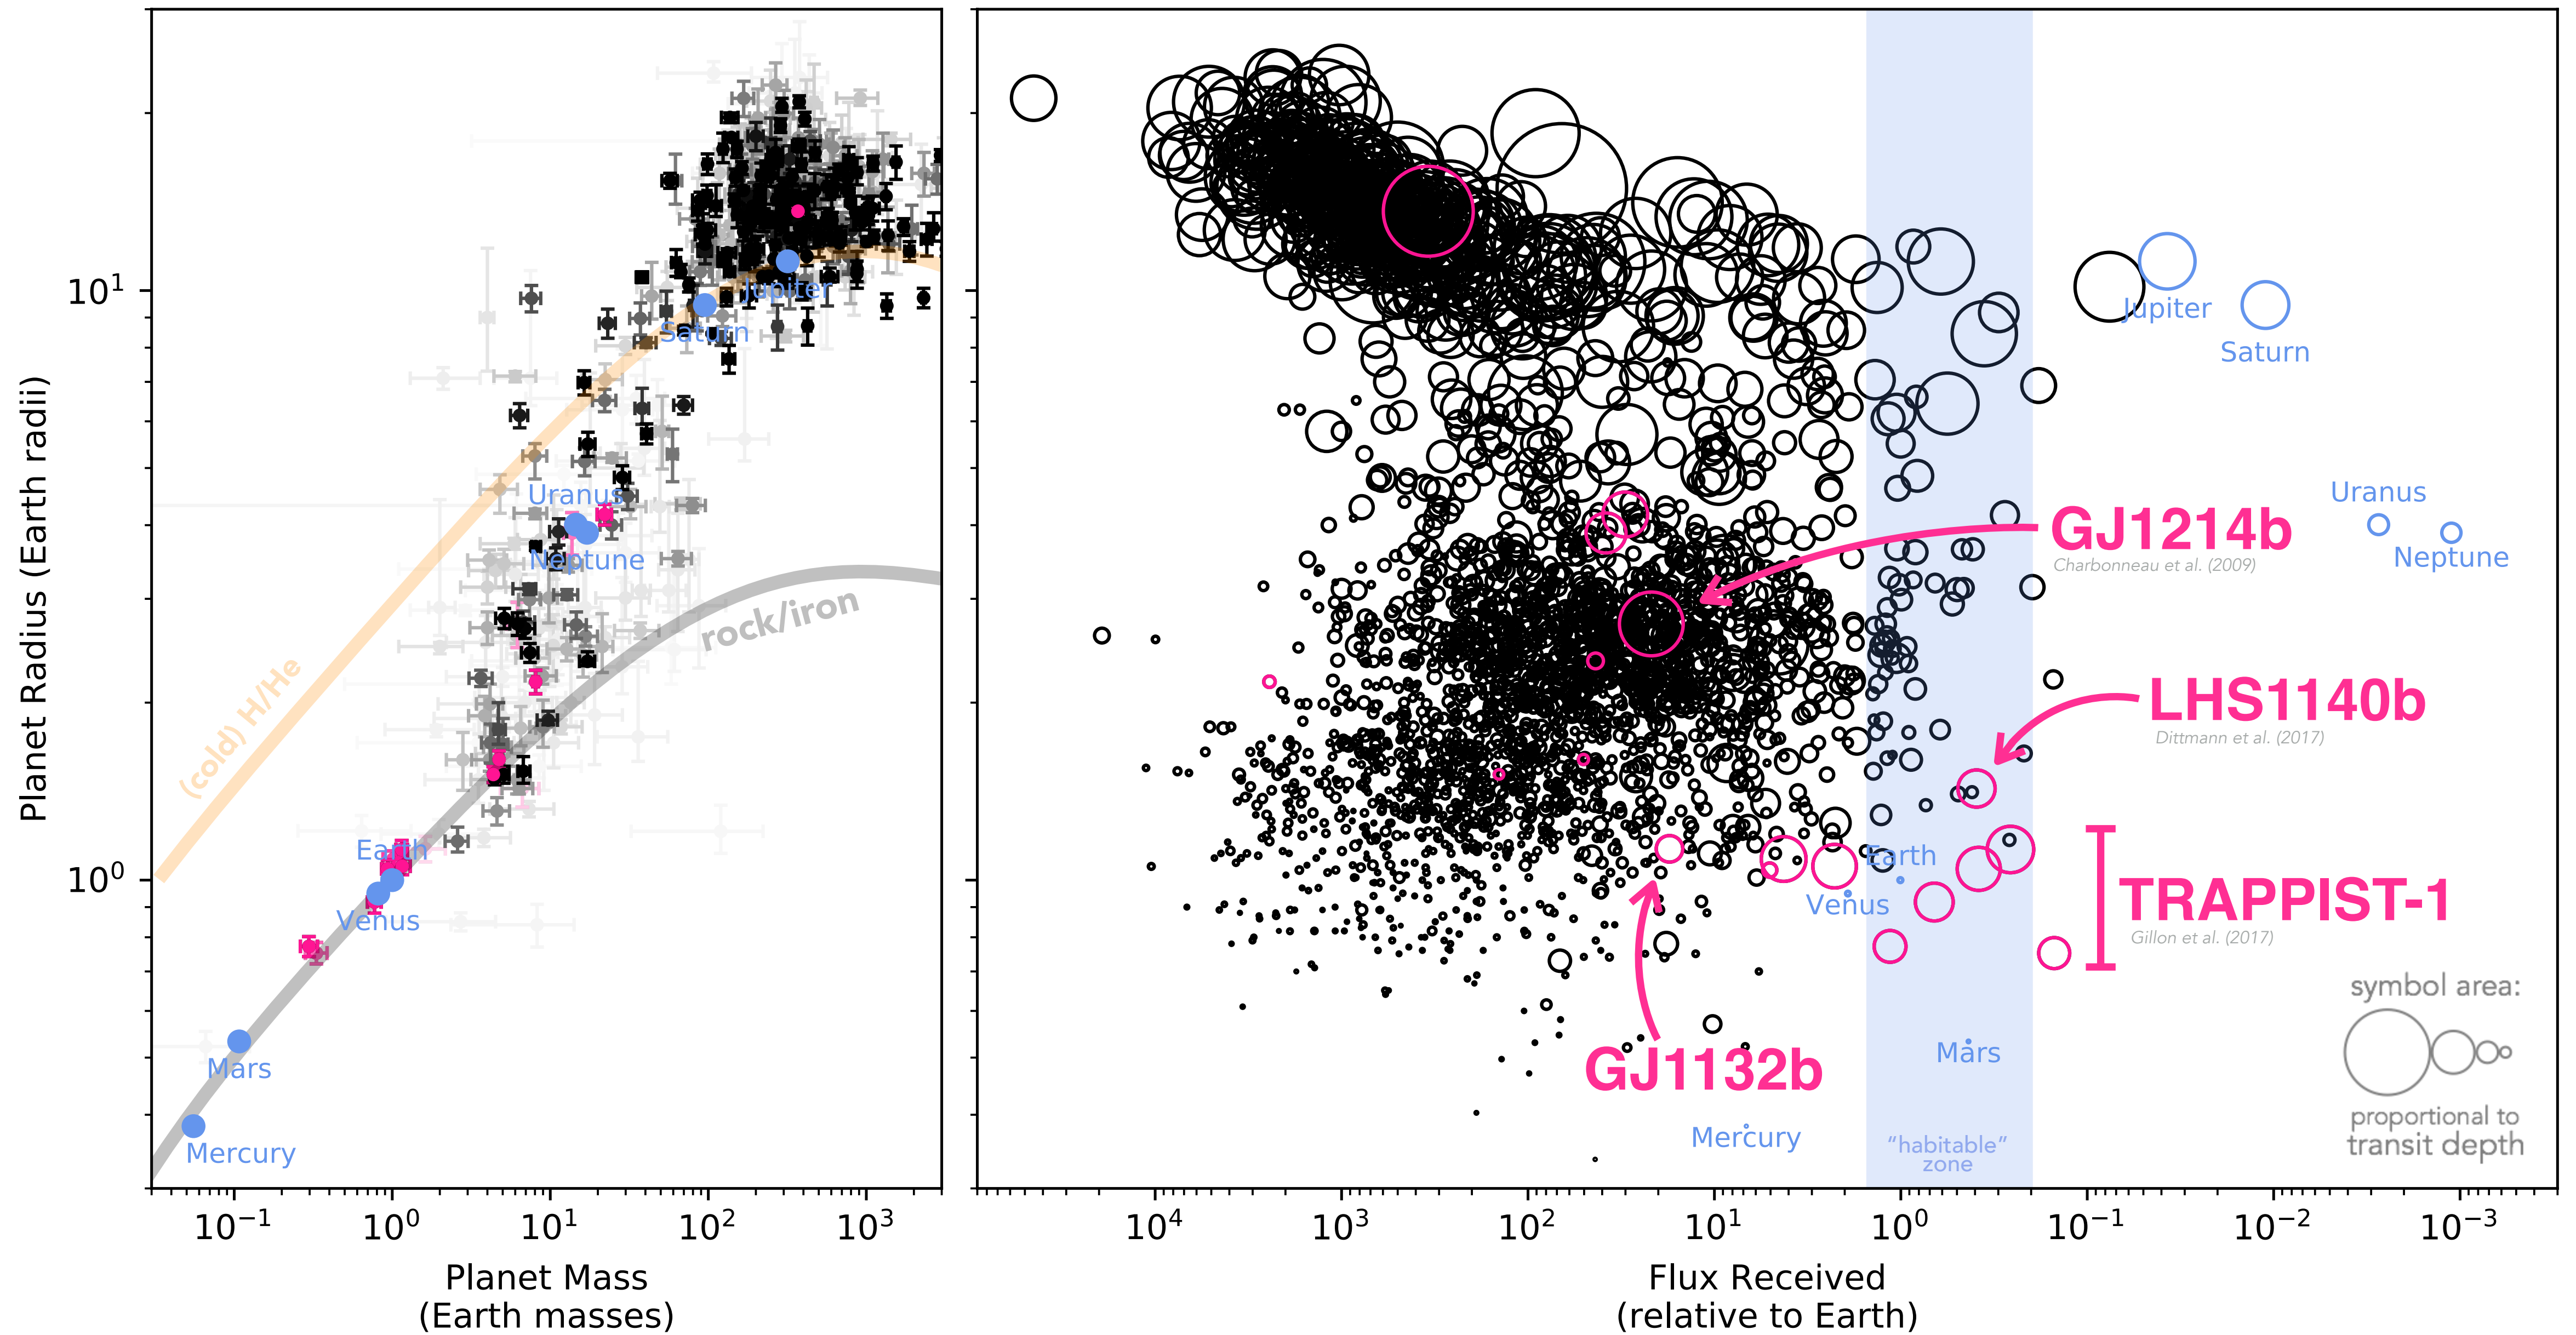 Planet Radius (Earth radii)
10¹
10⁰
Jupiter
Saturn
Uranus
Neptune
rock/iron
(cold) H/He
Earth
Venus
Mars
Mercury
10⁻¹
10⁰
10¹
10²
10³
Planet Mass
(Earth masses)
Jupiter
Saturn
Uranus
Neptune
GJ1214b
Charbonneau et al. (2009)
LHS1140b
Dittmann et al. (2017)
Earth
Venus
TRAPPIST-1
Gillon et al. (2017)
GJ1132b
Mars
Mercury
“habitable”
zone
symbol area:
proportional to
transit depth
10⁴
10³
10²
10¹
10⁰
10⁻¹
10⁻²
10⁻³
Flux Received
(relative to Earth)